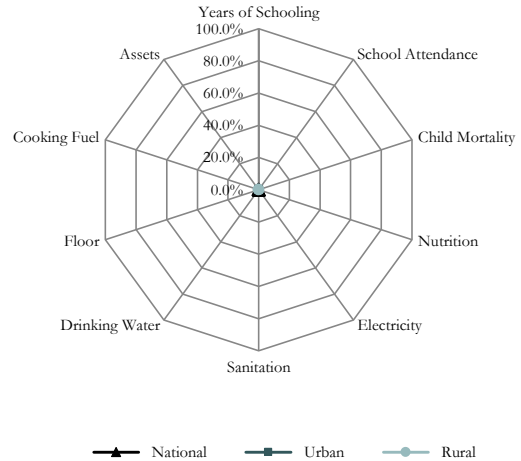 Years of Schooling
100.0%
Assets
School Attendance
80.0%
60.0%
40.0%
Cooking Fuel
Child Mortality
20.0%
0.0%
Floor
Nutrition
Drinking Water
Electricity
Sanitation
National Urban Rural